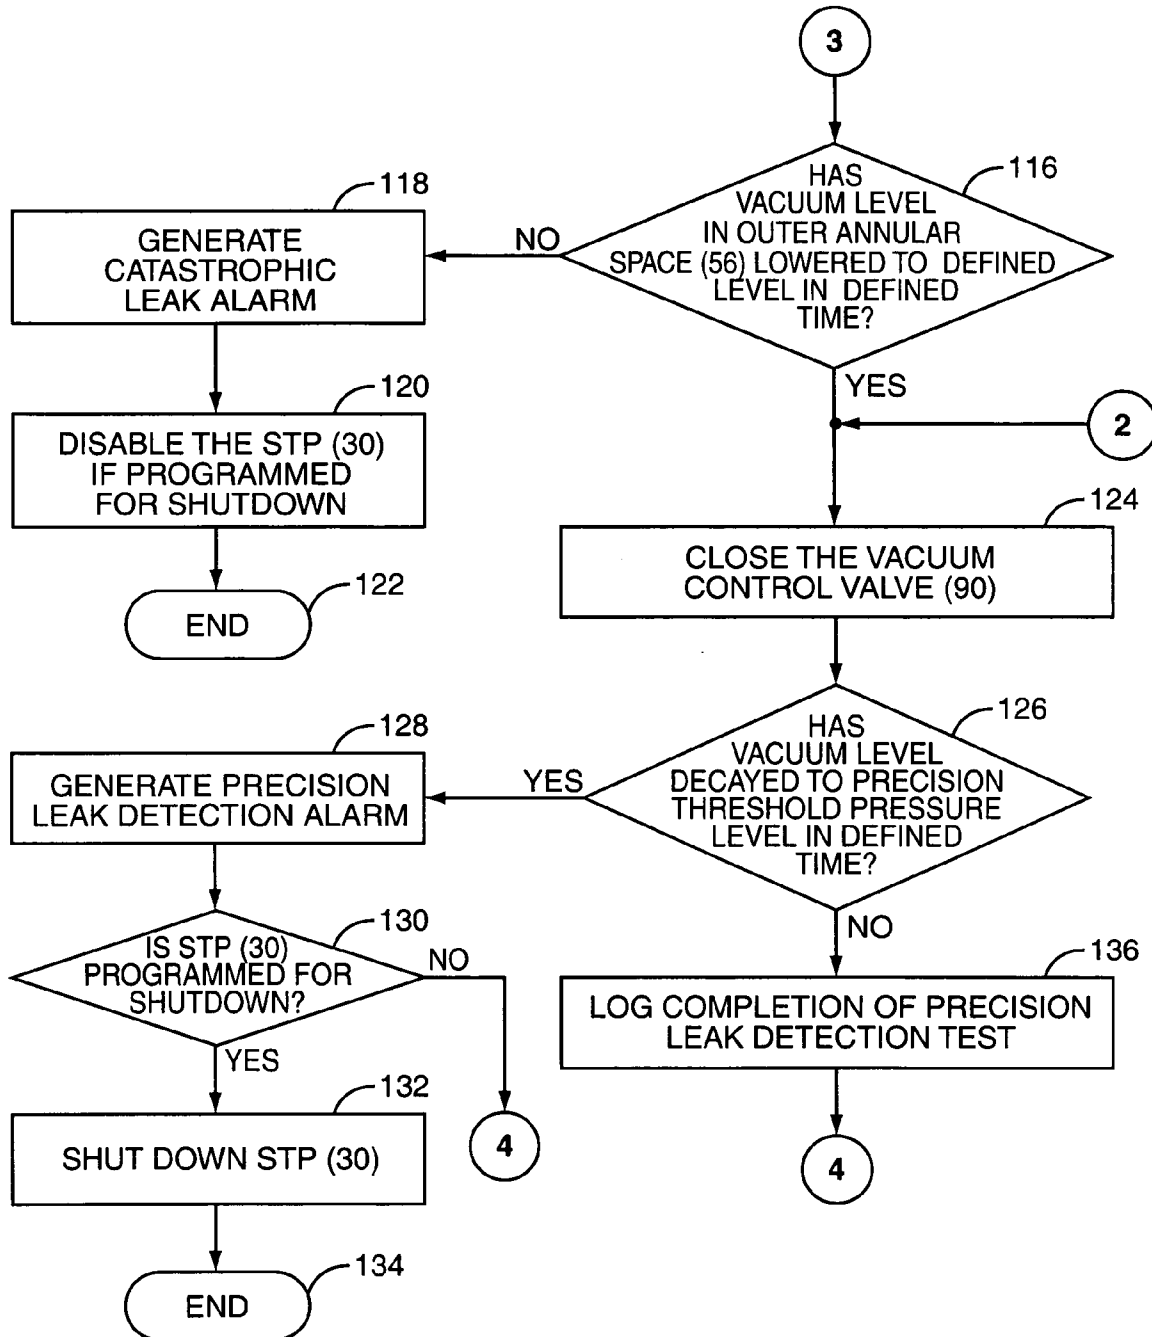 3
116
HAS
VACUUM LEVEL
IN OUTER ANNULAR
SPACE (56) LOWERED TO DEFINED
LEVEL IN DEFINED
TIME?
NO
YES
118
GENERATE
CATASTROPHIC
LEAK ALARM
120
DISABLE THE STP (30)
IF PROGRAMMED
FOR SHUTDOWN
122
END
2
124
CLOSE THE VACUUM
CONTROL VALVE (90)
126
HAS
VACUUM LEVEL
DECAYED TO PRECISION
THRESHOLD PRESSURE
LEVEL IN DEFINED
TIME?
YES
NO
128
GENERATE PRECISION
LEAK DETECTION ALARM
130
IS STP (30)
PROGRAMMED FOR
SHUTDOWN?
NO
YES
4
132
SHUT DOWN STP (30)
134
END
136
LOG COMPLETION OF PRECISION
LEAK DETECTION TEST
4